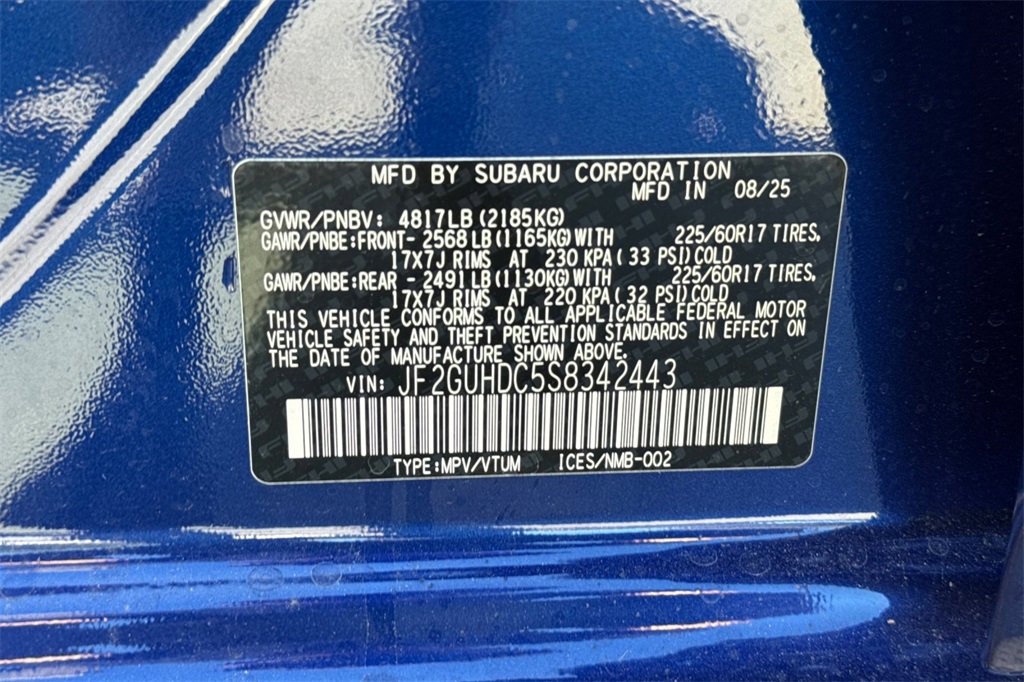 MFD BY SUBARU CORPORATION
MFD IN 08/25
GVWR/PNBV: 4817LB (2185KG)
GAWR/PNBE:FRONT- 2568 LB (1165KG) WITH 225/60R17 TIRES,
17X7J RIMS AT 230 KPA ( 33 PSI) COLD
GAWR/PNBE:REAR - 2491 LB (1130KG) WITH 225/60R17 TIRES,
17X7J RIMS AT 220 KPA ( 32 PSI) COLD
THIS VEHICLE CONFORMS TO ALL APPLICABLE FEDERAL MOTOR
VEHICLE SAFETY AND THEFT PREVENTION STANDARDS IN EFFECT ON
THE DATE OF MANUFACTURE SHOWN ABOVE.
VIN: JF2GUHDC5S8342443
TYPE:MPV/VTUM ICES/NMB-002